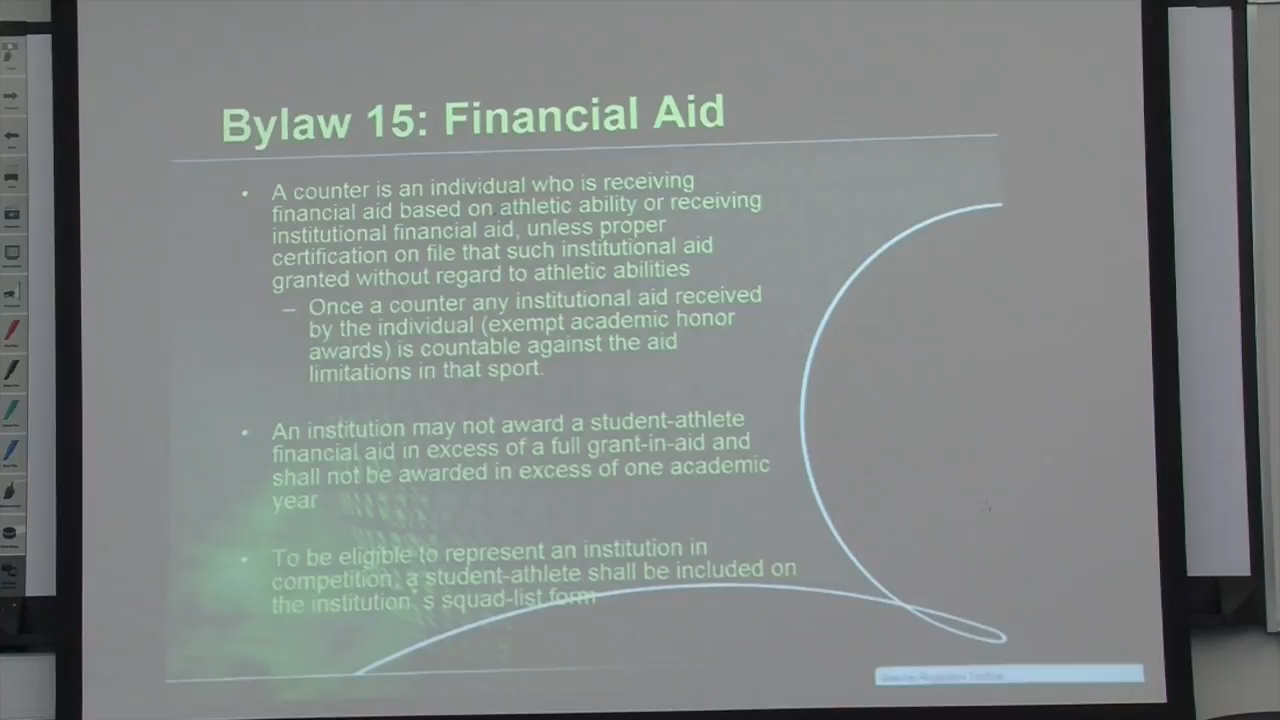 Bylaw 15: Financial Aid
• A counter is an individual who is receiving
financial aid based on athletic ability or receiving
institutional financial aid, unless proper
certification on file that such institutional aid
granted without regard to athletic abilities
– Once a counter any institutional aid received
by the individual (exempt academic honor
awards) is countable against the aid
limitations in that sport.
• An institution may not award a student-athlete
financial aid in excess of a full grant-in-aid and
shall not be awarded in excess of one academic
year
• To be eligible to represent an institution in
competition, a student-athlete shall be included on
the institution's squad-list form